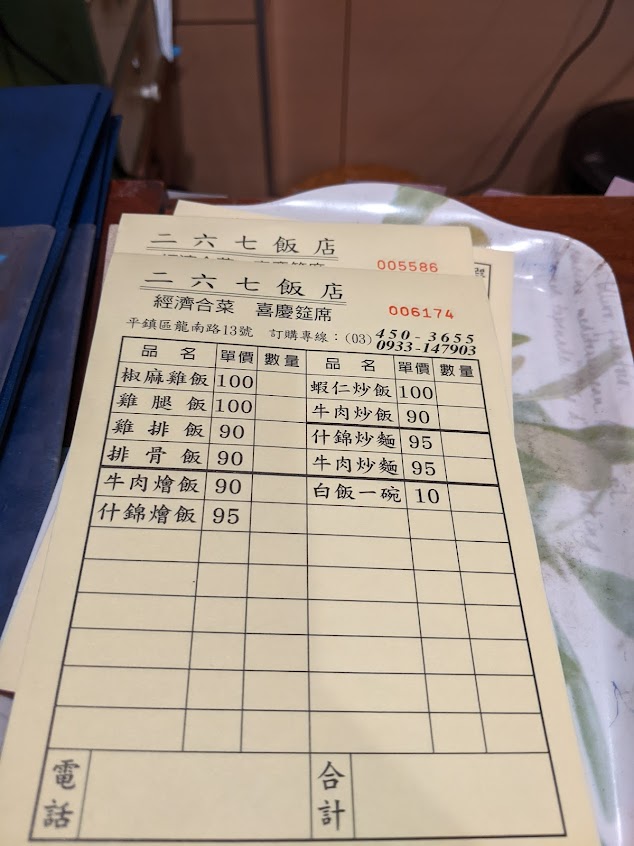 二六七飯店
005586
二六七飯店
經濟合菜 喜慶筵席
006174
平鎮區龍南路13號 訂購專線：(03) 450-3655
0933-147903
品名 單價 數量 品名 單價 數量
椒麻雞飯 100 蝦仁炒飯 100
雞腿飯 100 牛肉炒飯 90
雞排飯 90 什錦炒麵 95
排骨飯 90 牛肉炒麵 95
牛肉燴飯 90 白飯一碗 10
什錦燴飯 95
電話 合計